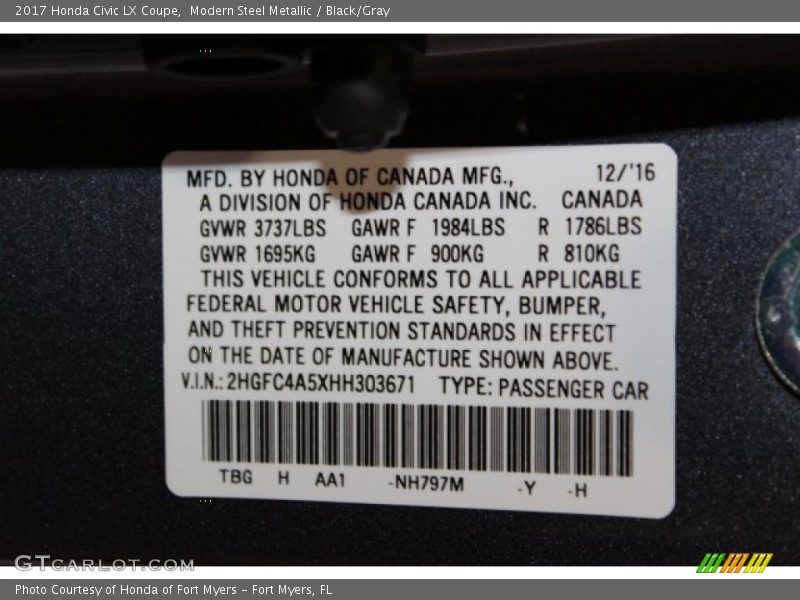 2017 Honda Civic LX Coupe, Modern Steel Metallic / Black/Gray
MFD. BY HONDA OF CANADA MFG., 12/'16
A DIVISION OF HONDA CANADA INC. CANADA
GVWR 3737LBS GAWR F 1984LBS R 1786LBS
GVWR 1695KG GAWR F 900KG R 810KG
THIS VEHICLE CONFORMS TO ALL APPLICABLE
FEDERAL MOTOR VEHICLE SAFETY, BUMPER,
AND THEFT PREVENTION STANDARDS IN EFFECT
ON THE DATE OF MANUFACTURE SHOWN ABOVE.
V.I.N.: 2HGFC4A5XHH303671 TYPE: PASSENGER CAR
TBG H AA1 -NH797M -Y -H
GTCARLOT.COM
Photo Courtesy of Honda of Fort Myers - Fort Myers, FL